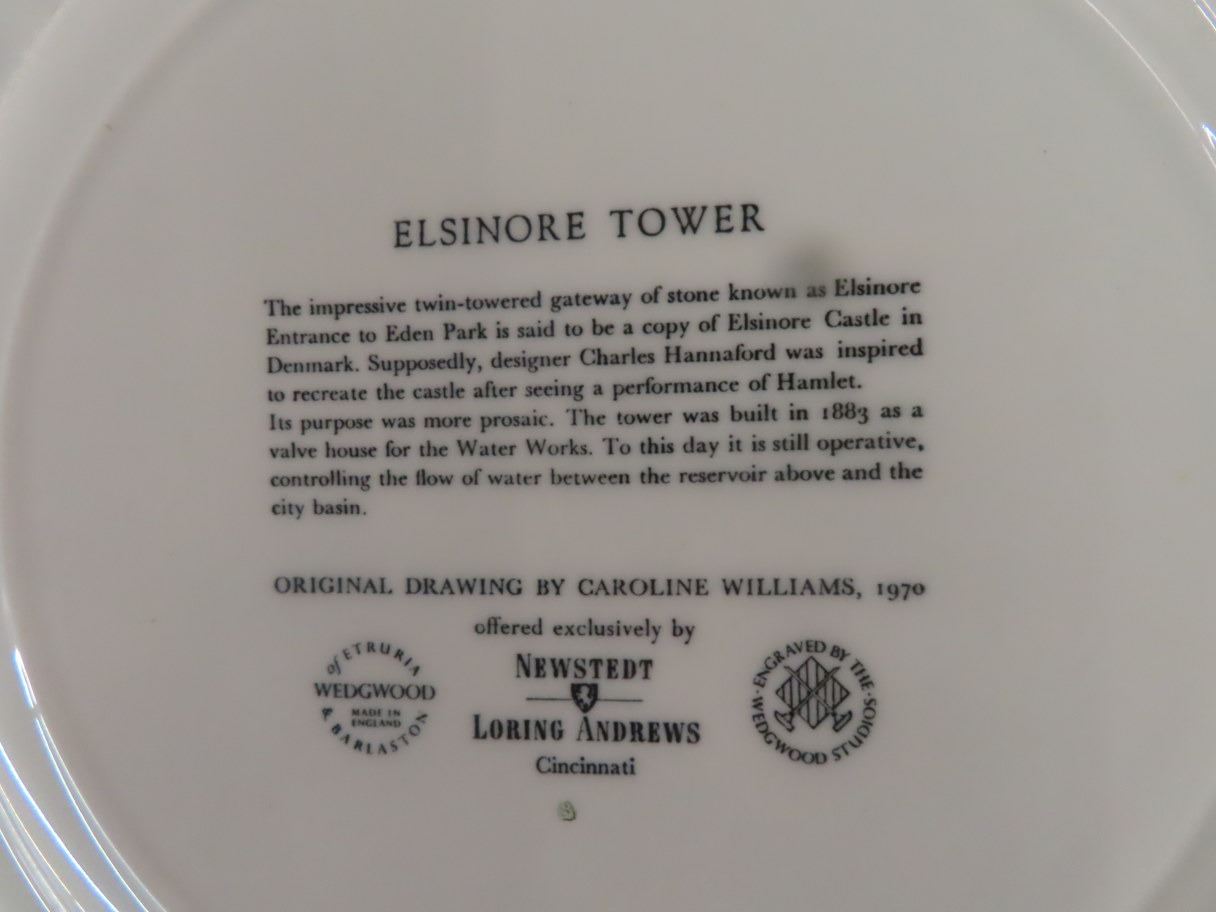 ELSINORE TOWER
The impressive twin-towered gateway of stone known as Elsinore
Entrance to Eden Park is said to be a copy of Elsinore Castle in
Denmark. Supposedly, designer Charles Hannaford was inspired
to recreate the castle after seeing a performance of Hamlet.
Its purpose was more prosaic. The tower was built in 1883 as a
valve house for the Water Works. To this day it is still operative,
controlling the flow of water between the reservoir above and the
city basin.
ORIGINAL DRAWING BY CAROLINE WILLIAMS, 1970
offered exclusively by
of ETRURIA
WEDGWOOD
MADE IN
ENGLAND
& BARLASTON
NEWSTEDT
LORING ANDREWS
Cincinnati
ENGRAVED BY THE
WEDGWOOD STUDIOS